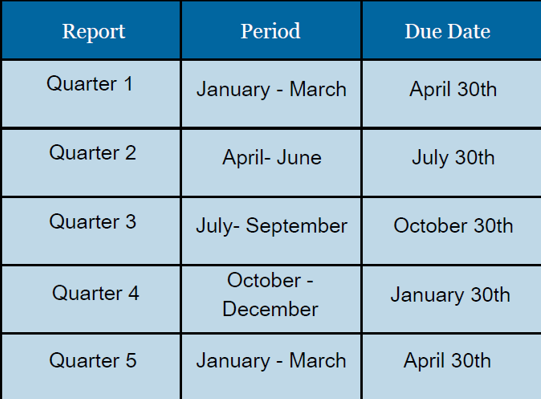 Report Period Due Date
Quarter 1 January - March April 30th
Quarter 2 April- June July 30th
Quarter 3 July- September October 30th
Quarter 4 October -
December January 30th
Quarter 5 January - March April 30th